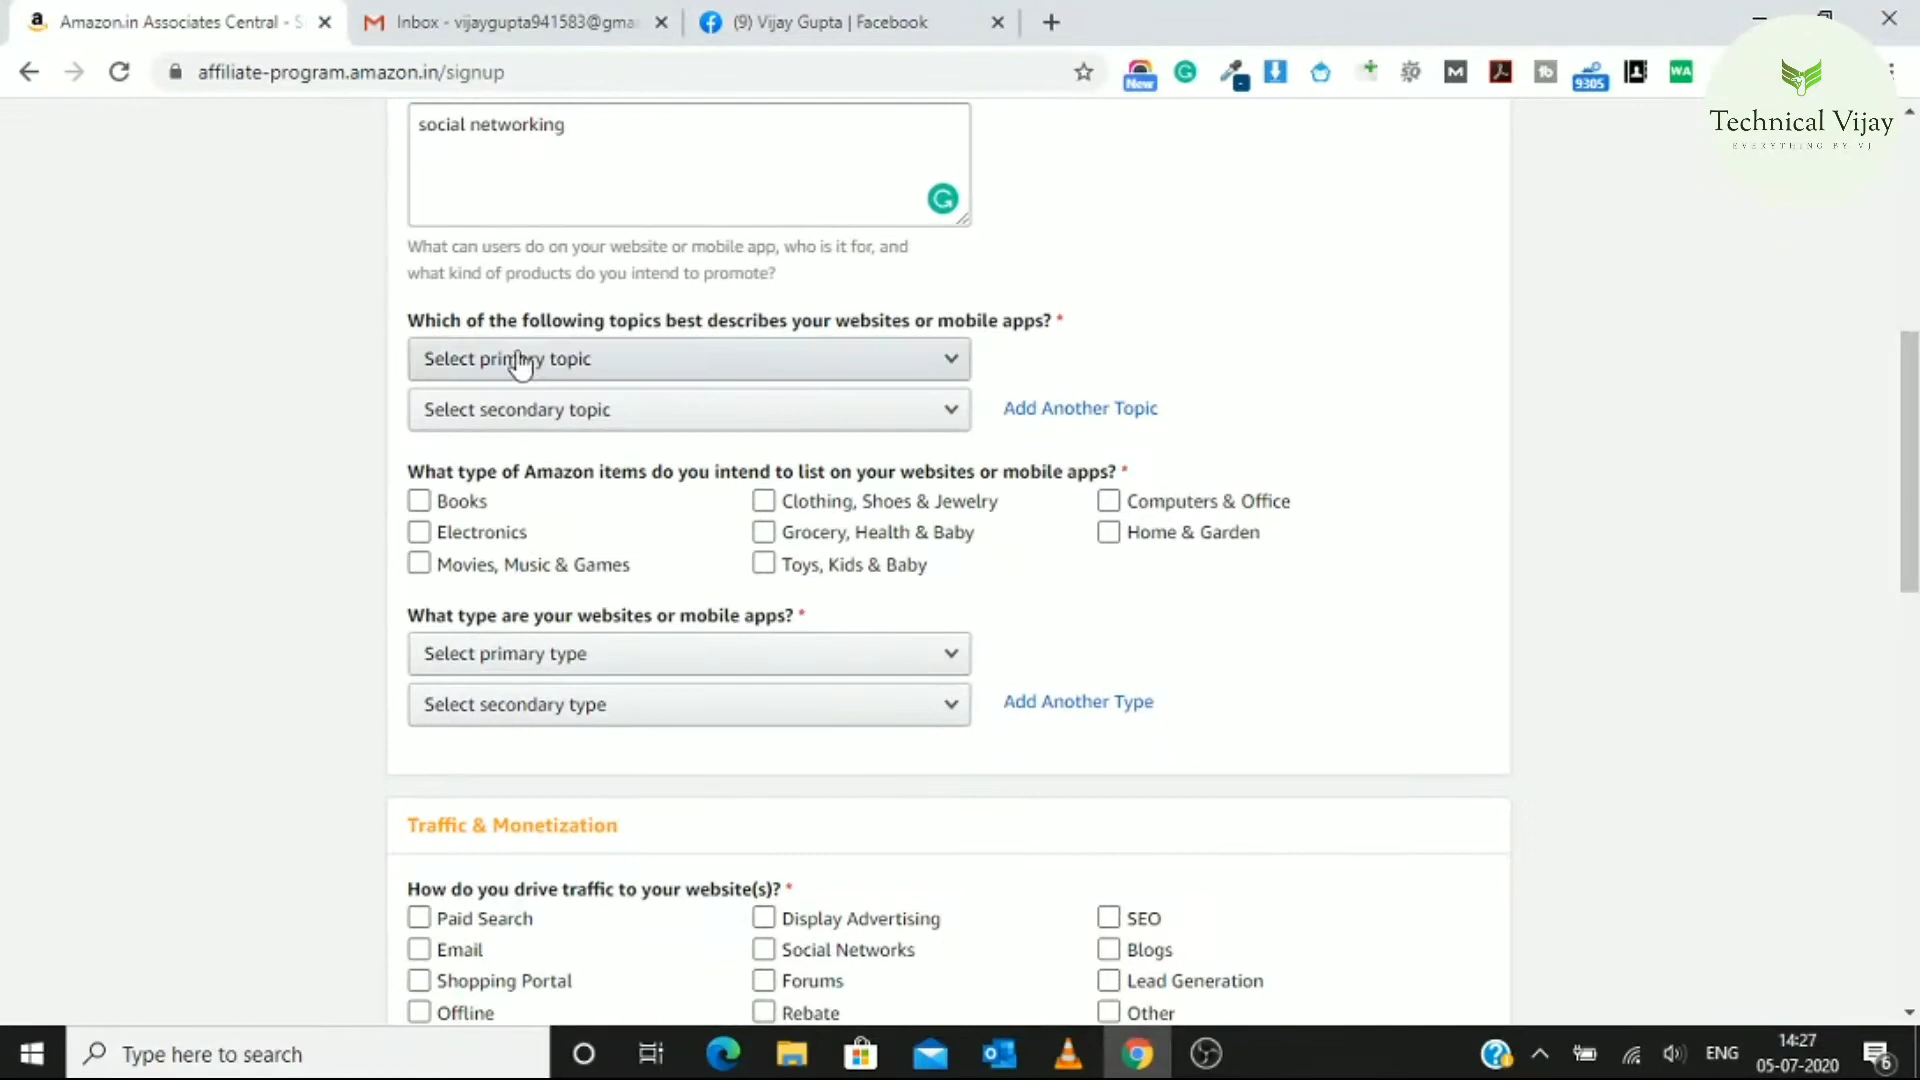 Amazon.in Associates Central - S
Inbox - vijaygupta941583@gma
(9) Vijay Gupta | Facebook
affiliate-program.amazon.in/signup
New
9305
WA
Technical Vijay
EVERYTHING BY VJ
social networking
What can users do on your website or mobile app, who is it for, and
what kind of products do you intend to promote?
Which of the following topics best describes your websites or mobile apps? *
Select primary topic
Select secondary topic
Add Another Topic
What type of Amazon items do you intend to list on your websites or mobile apps? *
Books
Clothing, Shoes & Jewelry
Computers & Office
Electronics
Grocery, Health & Baby
Home & Garden
Movies, Music & Games
Toys, Kids & Baby
What type are your websites or mobile apps? *
Select primary type
Select secondary type
Add Another Type
Traffic & Monetization
How do you drive traffic to your website(s)? *
Paid Search
Display Advertising
SEO
Email
Social Networks
Blogs
Shopping Portal
Forums
Lead Generation
Offline
Rebate
Other
Type here to search
ENG
14:27
05-07-2020
6